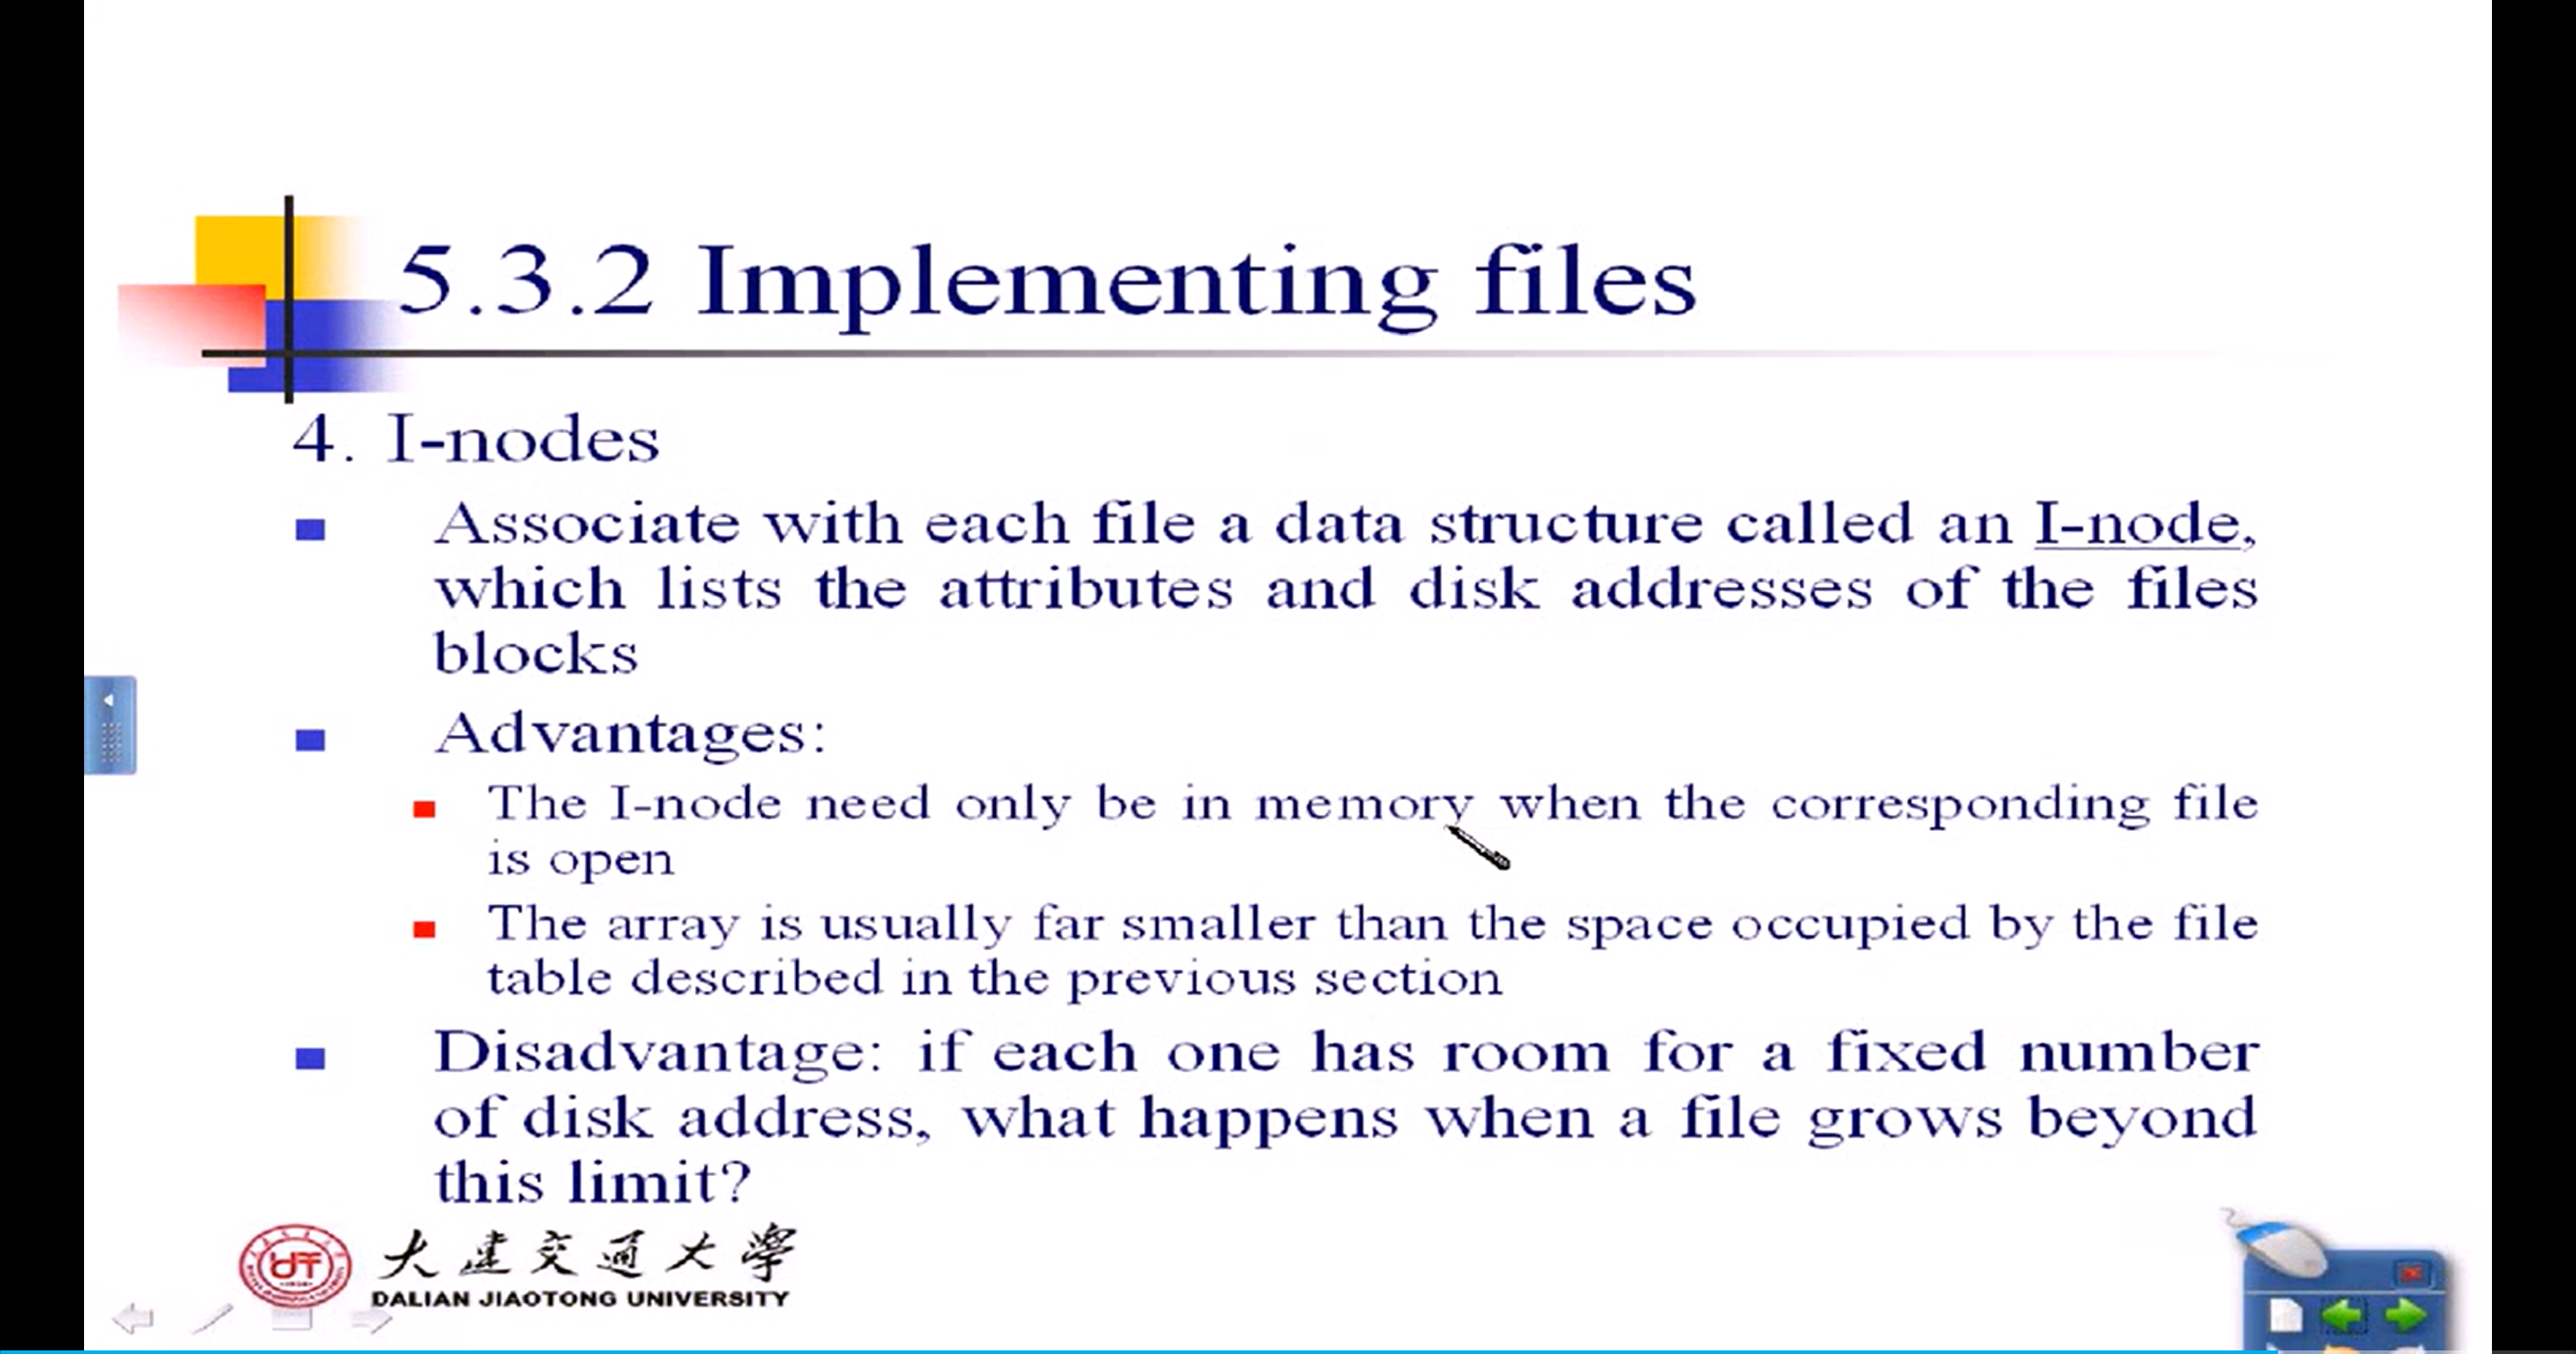 5.3.2 Implementing files
4. I-nodes
Associate with each file a data structure called an I-node,
which lists the attributes and disk addresses of the files
blocks
Advantages:
The I-node need only be in memory when the corresponding file
is open
The array is usually far smaller than the space occupied by the file
table described in the previous section
Disadvantage: if each one has room for a fixed number
of disk address, what happens when a file grows beyond
this limit?
大连交通大学
DALIAN JIAOTONG UNIVERSITY